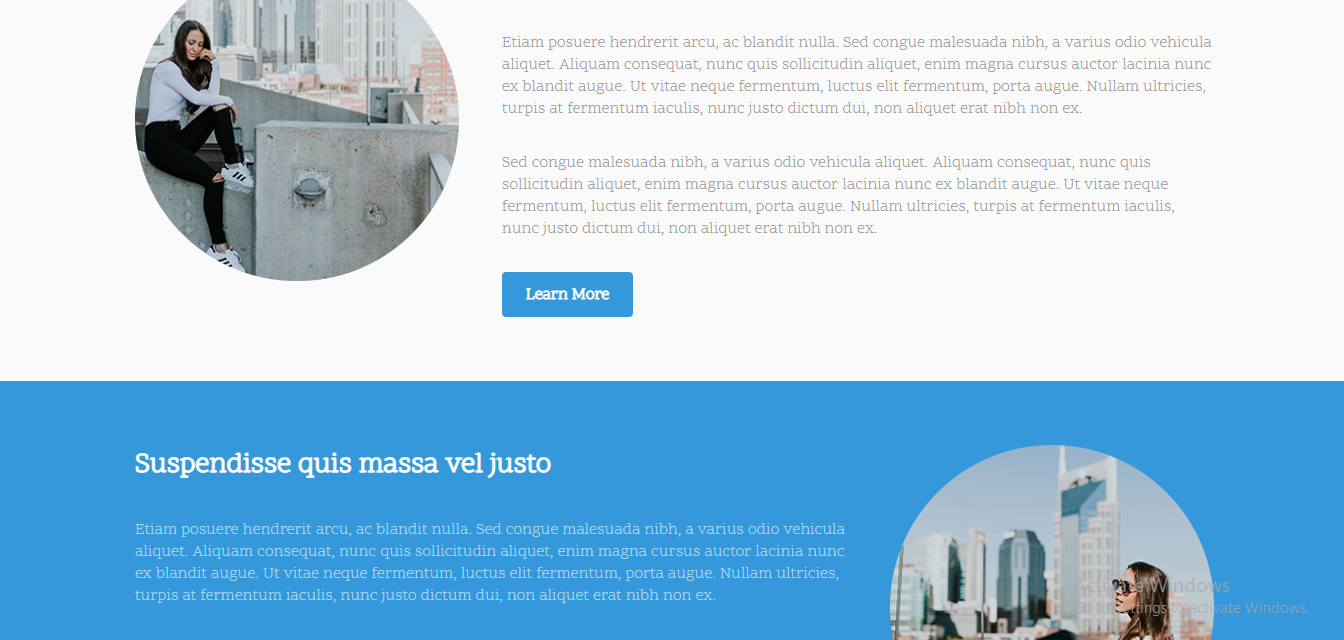 Etiam posuere hendrerit arcu, ac blandit nulla. Sed congue malesuada nibh, a varius odio vehicula
aliquet. Aliquam consequat, nunc quis sollicitudin aliquet, enim magna cursus auctor lacinia nunc
ex blandit augue. Ut vitae neque fermentum, luctus elit fermentum, porta augue. Nullam ultricies,
turpis at fermentum iaculis, nunc justo dictum dui, non aliquet erat nibh non ex.
Sed congue malesuada nibh, a varius odio vehicula aliquet. Aliquam consequat, nunc quis
sollicitudin aliquet, enim magna cursus auctor lacinia nunc ex blandit augue. Ut vitae neque
fermentum, luctus elit fermentum, porta augue. Nullam ultricies, turpis at fermentum iaculis,
nunc justo dictum dui, non aliquet erat nibh non ex.
Learn More
Suspendisse quis massa vel justo
Etiam posuere hendrerit arcu, ac blandit nulla. Sed congue malesuada nibh, a varius odio vehicula
aliquet. Aliquam consequat, nunc quis sollicitudin aliquet, enim magna cursus auctor lacinia nunc
ex blandit augue. Ut vitae neque fermentum, luctus elit fermentum, porta augue. Nullam ultricies,
turpis at fermentum iaculis, nunc justo dictum dui, non aliquet erat nibh non ex.
Activate Windows
Go to Settings to activate Windows.